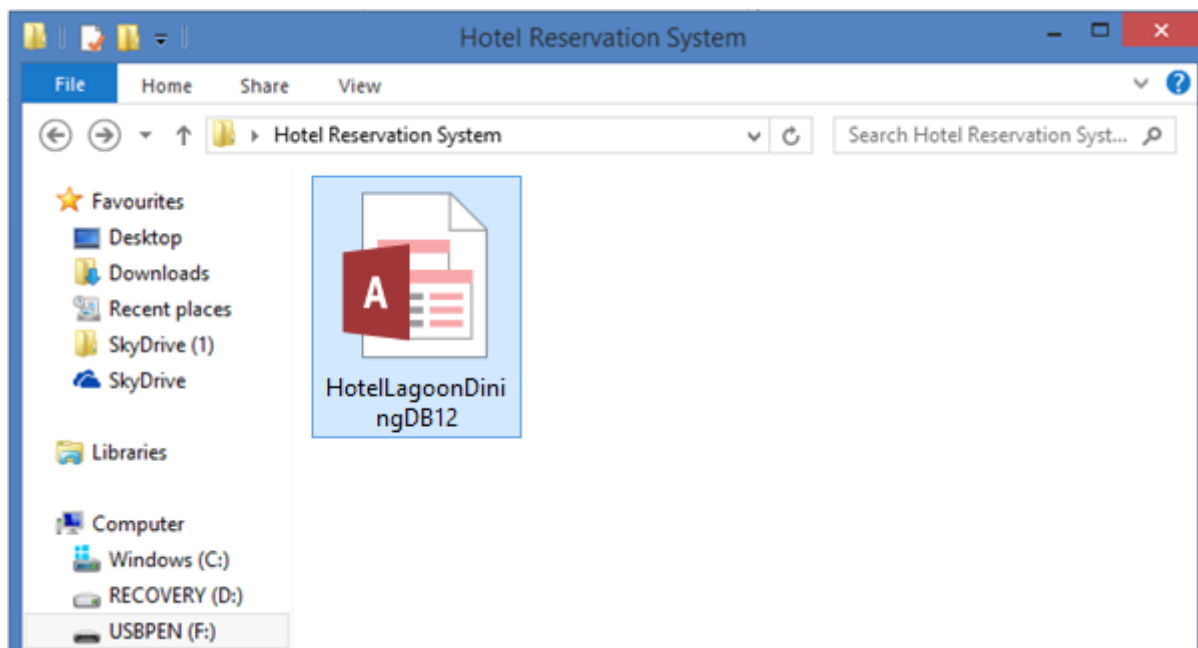 Hotel Reservation System
File Home Share View
Hotel Reservation System
Search Hotel Reservation Syst...
Favourites
Desktop
Downloads
Recent places
SkyDrive (1)
SkyDrive
Libraries
Computer
Windows (C:)
RECOVERY (D:)
USBPEN (F:)
A
HotelLagoonDini
ngDB12